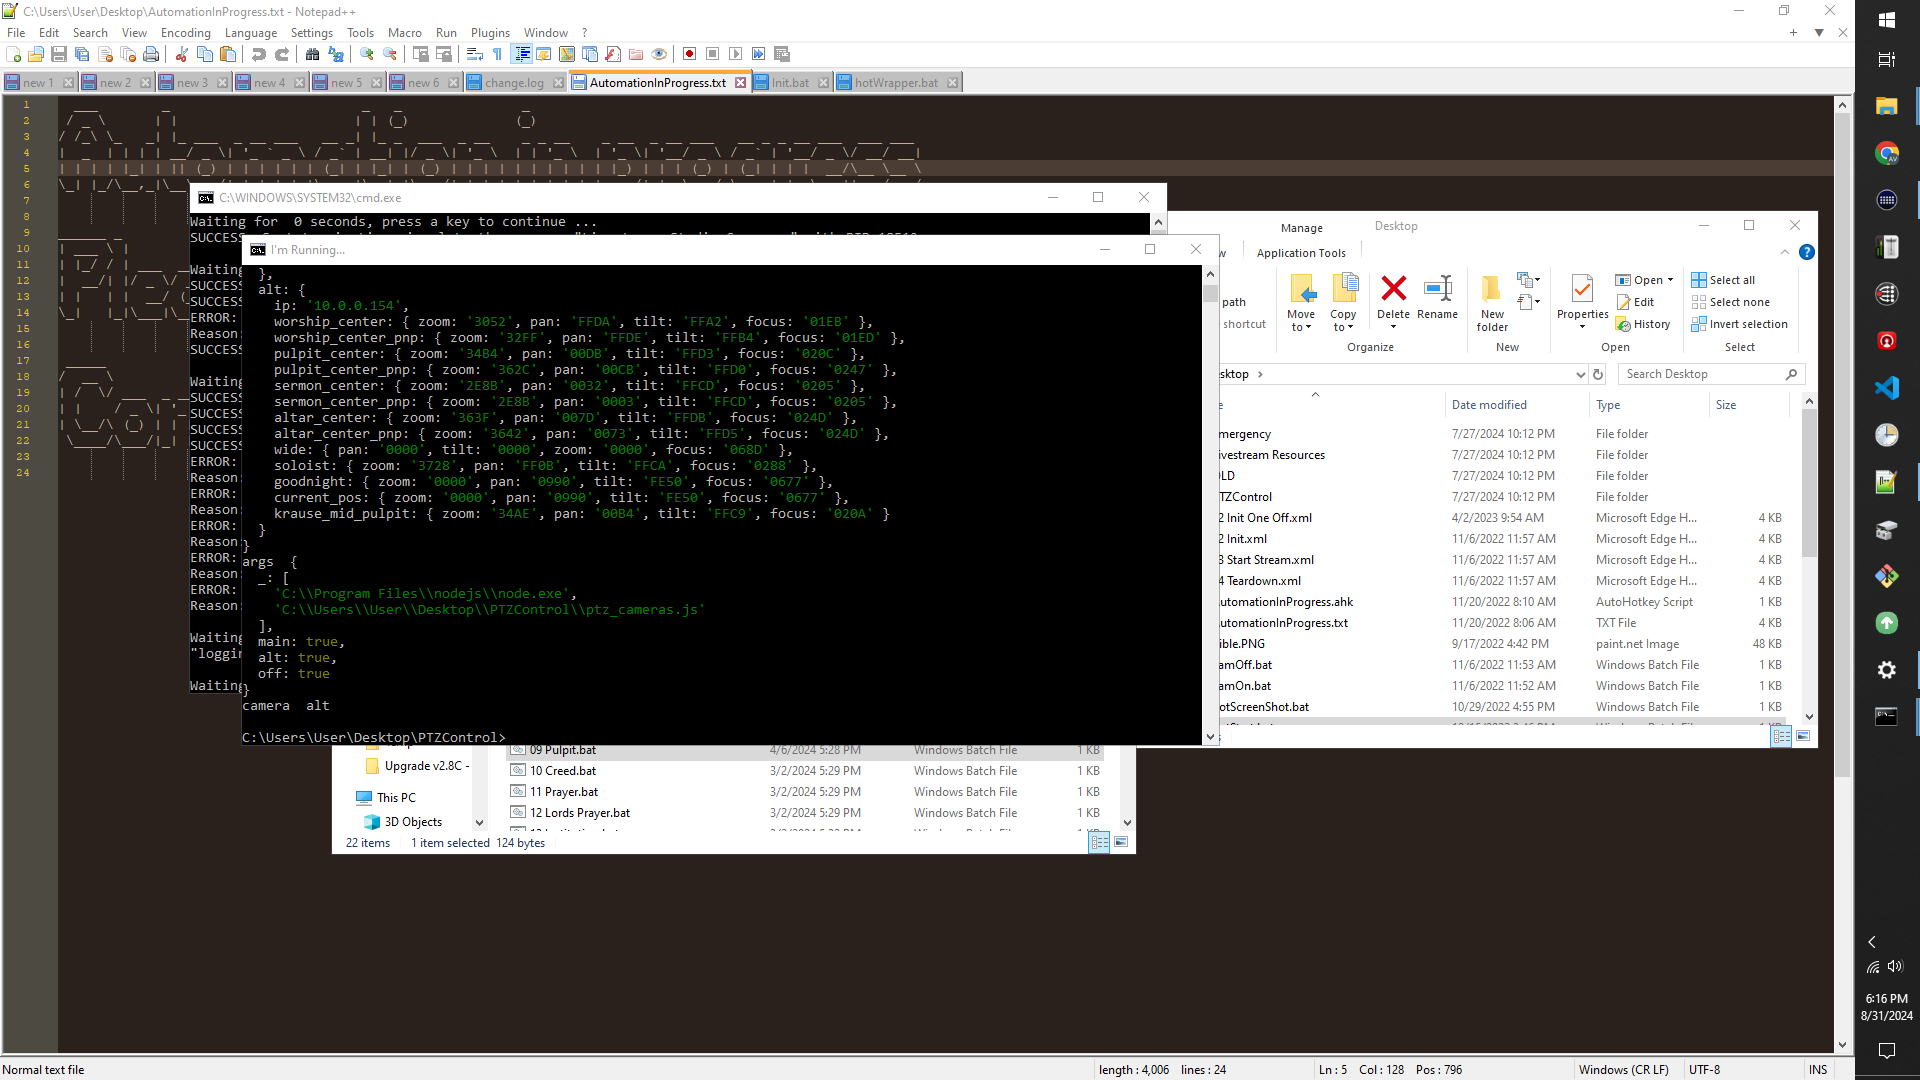 C:\Users\User\Desktop\AutomationInProgress.txt - Notepad++
File Edit Search View Encoding Language Settings Tools Macro Run Plugins Window ?
new 1 new 2 new 3 new 4 new 5 new 6 change.log AutomationInProgress.txt Init.bat hotWrapper.bat
1
2
3
4
5
6
7
8
9
10
11
12
13
14
15
16
17
18
19
20
21
22
23
24
C:\WINDOWS\SYSTEM32\cmd.exe
Waiting for  0 seconds, press a key to continue ...
SUCCESS
Waiting
SUCCESS
SUCCESS
ERROR:
Reason:
SUCCESS
Waiting
SUCCESS
SUCCESS
SUCCESS
SUCCESS
ERROR:
Reason:
ERROR:
Reason:
ERROR:
Reason:
ERROR:
Reason:
ERROR:
Reason:
Waiting
"loggin
Waiting
I'm Running...
},
alt: {
ip: '10.0.0.154',
worship_center: { zoom: '3052', pan: 'FFDA', tilt: 'FFA2', focus: '01EB' },
worship_center_pnp: { zoom: '32FF', pan: 'FFDE', tilt: 'FFB4', focus: '01ED' },
pulpit_center: { zoom: '34B4', pan: '00DB', tilt: 'FFD3', focus: '020C' },
pulpit_center_pnp: { zoom: '362C', pan: '00CB', tilt: 'FFD0', focus: '0247' },
sermon_center: { zoom: '2E8B', pan: '0032', tilt: 'FFCD', focus: '0205' },
sermon_center_pnp: { zoom: '2E8B', pan: '0003', tilt: 'FFCD', focus: '0205' },
altar_center: { zoom: '363F', pan: '007D', tilt: 'FFDB', focus: '024D' },
altar_center_pnp: { zoom: '3642', pan: '0073', tilt: 'FFD5', focus: '024D' },
wide: { pan: '0000', tilt: '0000', zoom: '0000', focus: '068D' },
soloist: { zoom: '3728', pan: 'FF0B', tilt: 'FFCA', focus: '0288' },
goodnight: { zoom: '0000', pan: '0990', tilt: 'FE50', focus: '0677' },
current_pos: { zoom: '0000', pan: '0990', tilt: 'FE50', focus: '0677' },
krause_mid_pulpit: { zoom: '34AE', pan: '00B4', tilt: 'FFC9', focus: '020A' }
}
}
args  {
_: [
'C:\\Program Files\\nodejs\\node.exe',
'C:\\Users\\User\\Desktop\\PTZControl\\ptz_cameras.js'
],
main: true,
alt: true,
off: true
}
camera  alt
C:\Users\User\Desktop\PTZControl>
Manage Desktop
w Application Tools
path
shortcut
Move to Copy to Delete Rename New folder Properties Open Edit History Select all Select none Invert selection
Organize New Open Select
sktop Search Desktop
e Date modified Type Size
mergency 7/27/2024 10:12 PM File folder
ivestream Resources 7/27/2024 10:12 PM File folder
LD 7/27/2024 10:12 PM File folder
TZControl 7/27/2024 10:12 PM File folder
2 Init One Off.xml 4/2/2023 9:54 AM Microsoft Edge H... 4 KB
2 Init.xml 11/6/2022 11:57 AM Microsoft Edge H... 4 KB
3 Start Stream.xml 11/6/2022 11:57 AM Microsoft Edge H... 4 KB
4 Teardown.xml 11/6/2022 11:57 AM Microsoft Edge H... 4 KB
utomationInProgress.ahk 11/20/2022 8:10 AM AutoHotkey Script 4 KB
utomationInProgress.txt 11/20/2022 8:06 AM TXT File 4 KB
ible.PNG 9/17/2022 4:42 PM paint.net Image 48 KB
amOff.bat 11/6/2022 11:53 AM Windows Batch File 1 KB
amOn.bat 11/6/2022 11:52 AM Windows Batch File 1 KB
otScreenShot.bat 10/29/2022 4:55 PM Windows Batch File 1 KB
09 Pulpit.bat 4/6/2024 5:28 PM Windows Batch File 1 KB
Upgrade v2.8C - 10 Creed.bat 3/2/2024 5:29 PM Windows Batch File 1 KB
This PC 11 Prayer.bat 3/2/2024 5:29 PM Windows Batch File 1 KB
3D Objects 12 Lords Prayer.bat 3/2/2024 5:29 PM Windows Batch File 1 KB
22 items 1 item selected 124 bytes
6:16 PM
8/31/2024
Normal text file length : 4,006 lines : 24 Ln : 5 Col : 128 Pos : 796 Windows (CR LF) UTF-8 INS